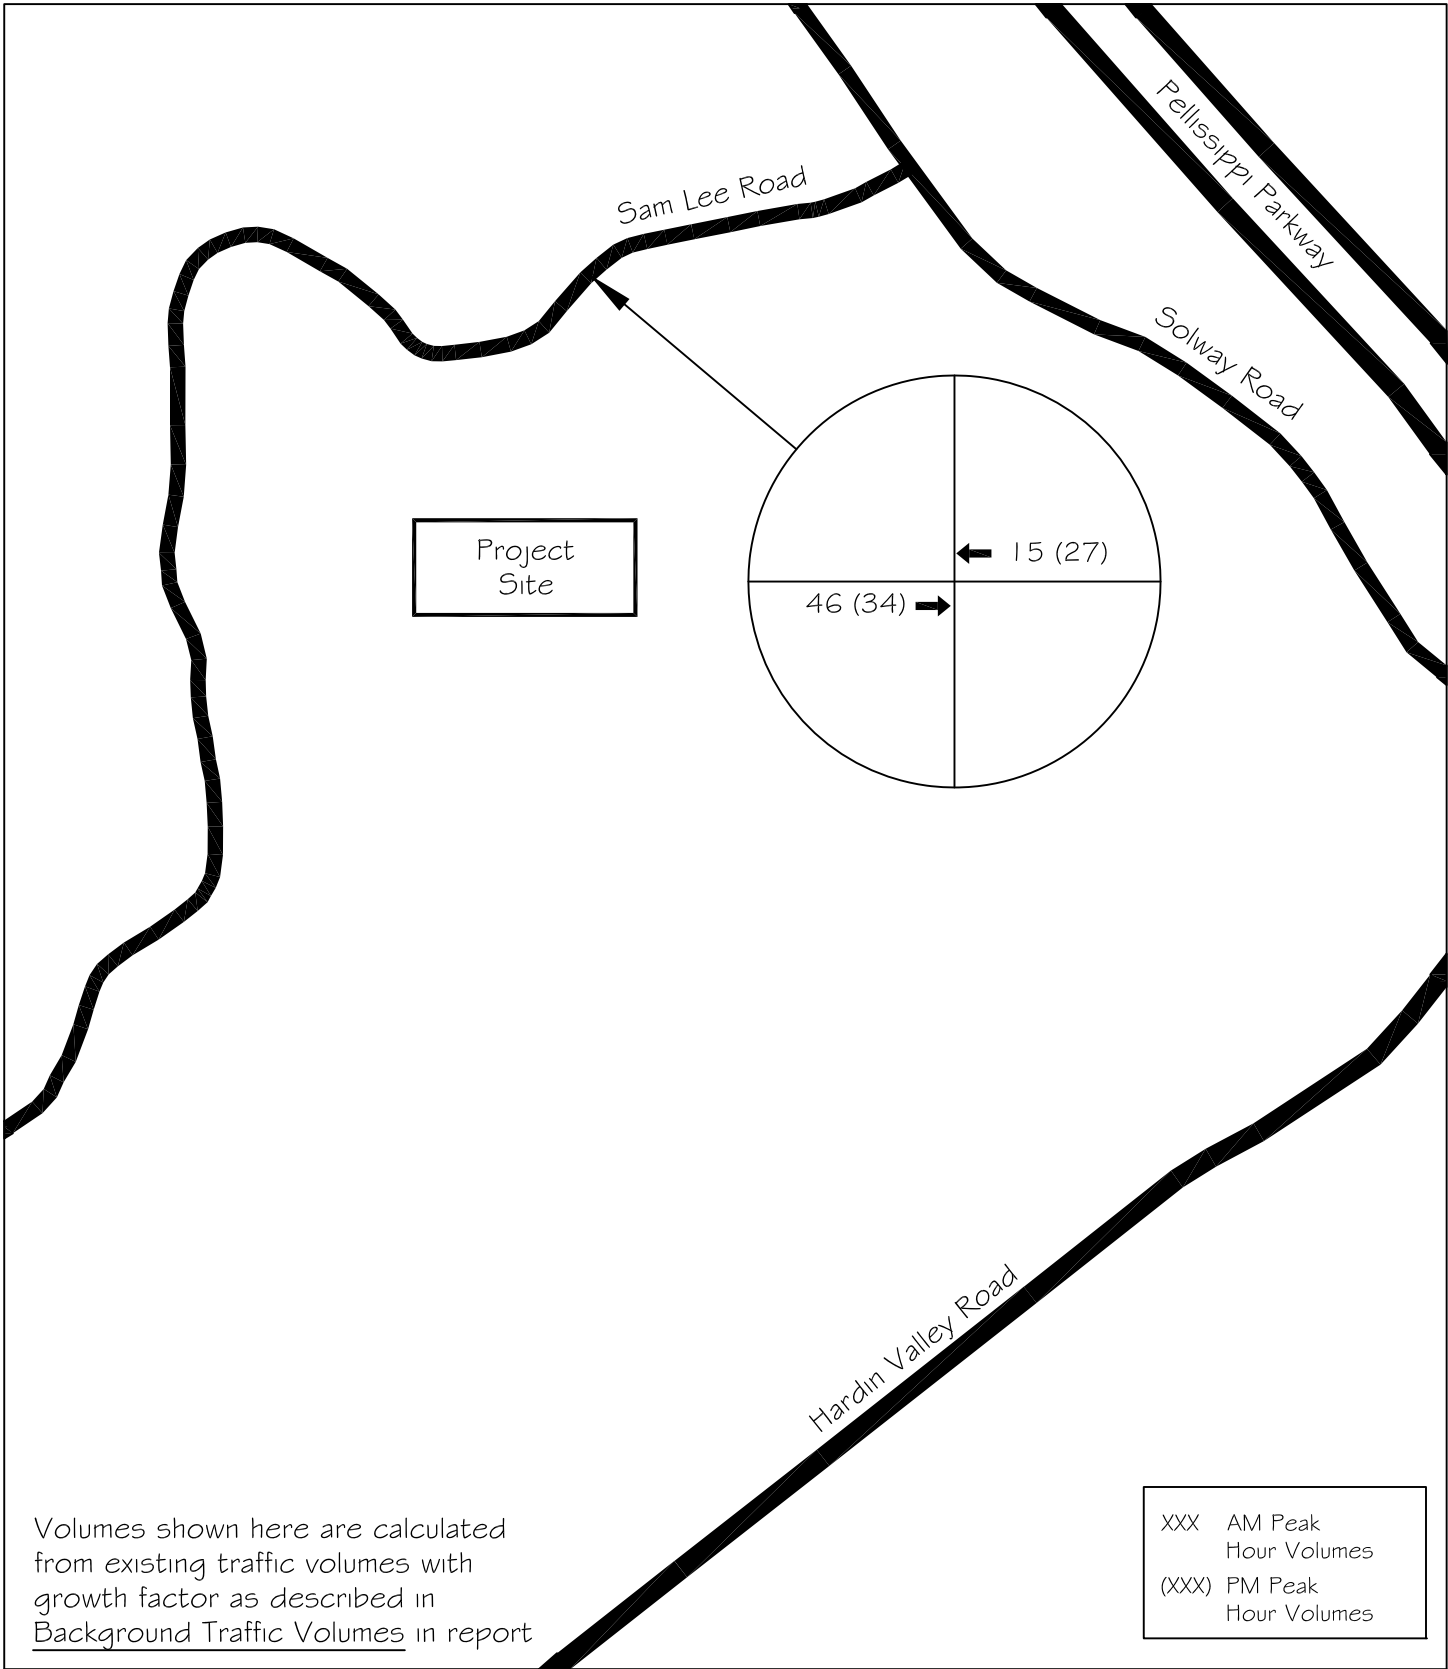 Pellissippi Parkway
Sam Lee Road
Solway Road
Project
Site
15 (27)
46 (34)
Hardin Valley Road
Volumes shown here are calculated
from existing traffic volumes with
growth factor as described in
Background Traffic Volumes in report
XXX AM Peak
Hour Volumes
(XXX) PM Peak
Hour Volumes